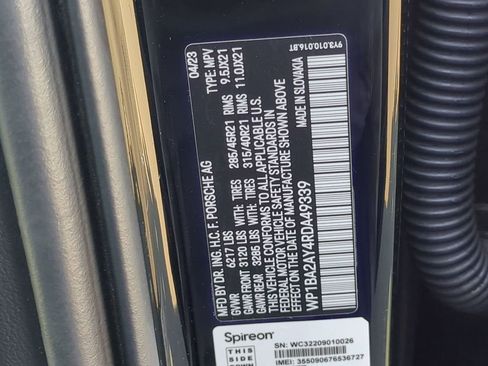 MFD BY: DR. ING. H.C. F. PORSCHE AG 04/23
GVWR 6217 LBS TYPE: MPV
GAWR FRONT 3120 LBS WITH: TIRES 285/45R21 RIMS 9.5JX21
GAWR REAR 3285 LBS WITH: TIRES 315/40R21 RIMS 11.0JX21
THIS VEHICLE CONFORMS TO ALL APPLICABLE U.S.
FEDERAL MOTOR VEHICLE SAFETY STANDARDS IN
EFFECT ON THE DATE OF MANUFACTURE SHOWN ABOVE
WP1BA2AY4RDA49339 MADE IN SLOVAKIA
9Y3.010.016.BT
Spireon
THIS
SIDE
DOWN
SN: WC32209010026
IMEI: 355090676536727